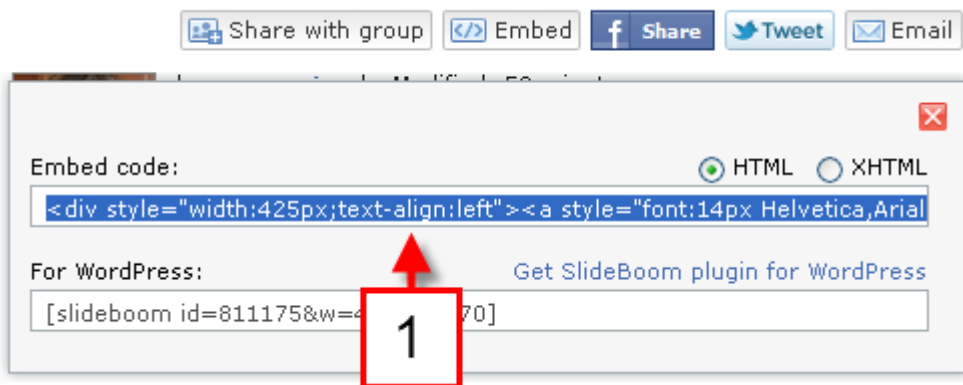 Share with group Embed f Share Tweet Email
Embed code: HTML XHTML
<div style="width:425px;text-align:left"><a style="font:14px Helvetica,Arial
For WordPress: Get SlideBoom plugin for WordPress
[slideboom id=811175&w=4 70]
1